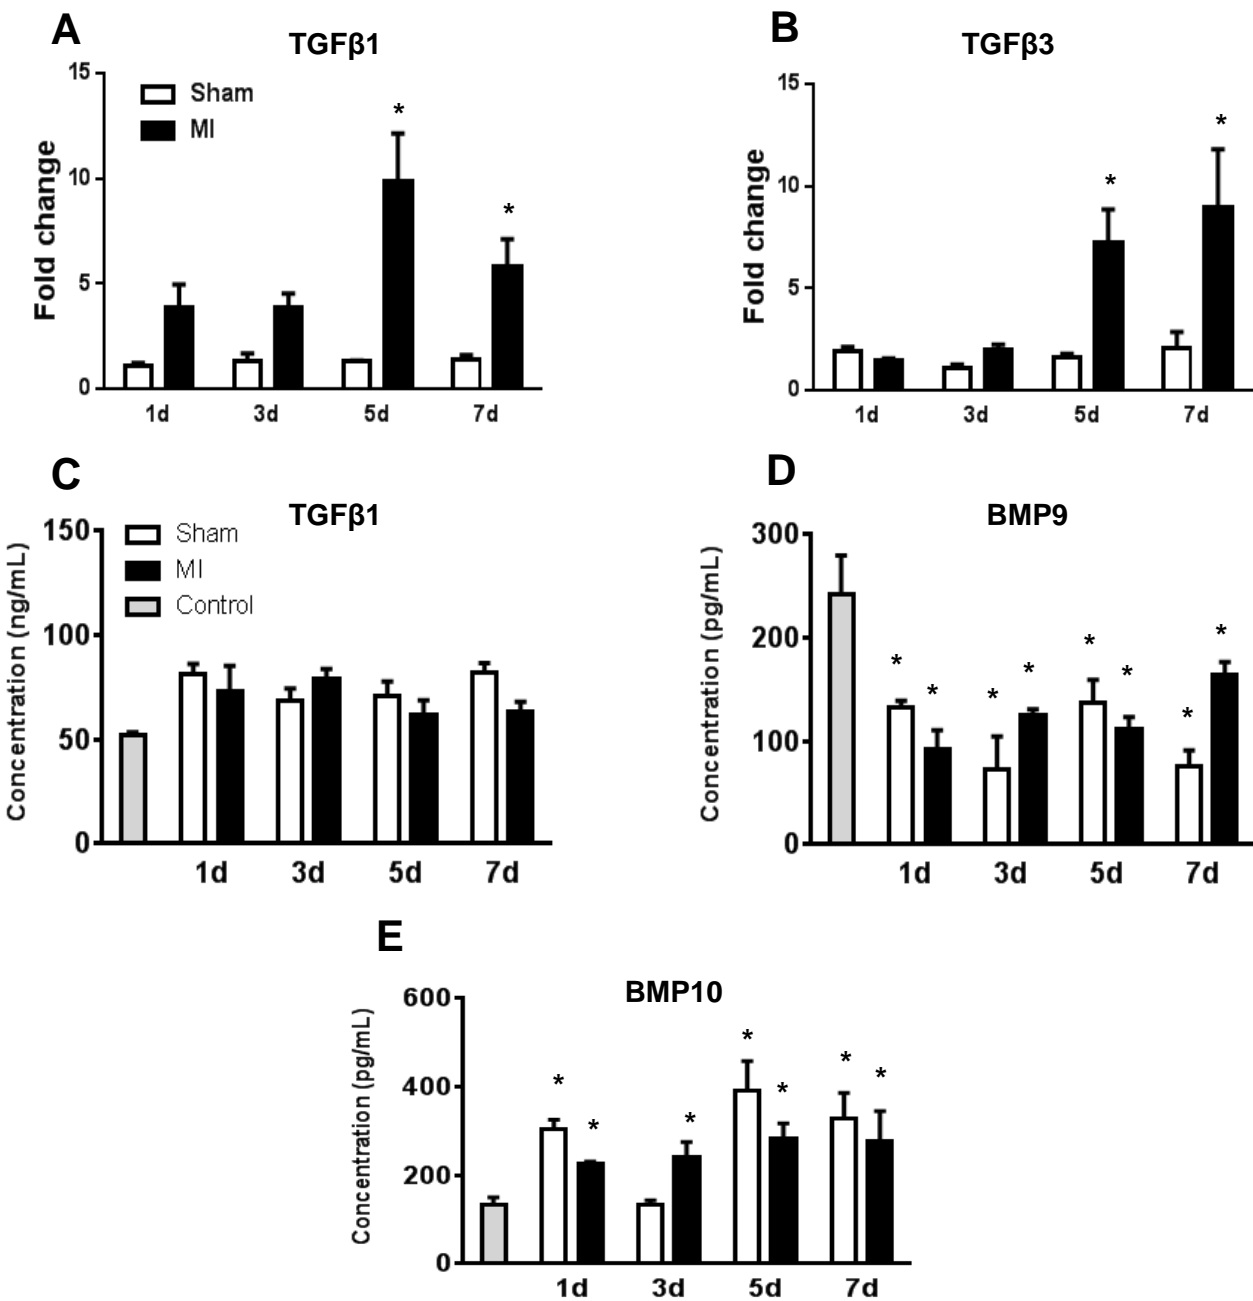 A
TGFβ1
15
10
5
0
Fold change
Sham
MI
*
*
1d 3d 5d 7d
B
TGFβ3
15
10
5
0
Fold change
*
*
1d 3d 5d 7d
C
TGFβ1
150
100
50
0
Concentration (ng/mL)
Sham
MI
Control
1d 3d 5d 7d
D
BMP9
300
200
100
0
Concentration (pg/mL)
* * * * * * * *
1d 3d 5d 7d
E
BMP10
600
400
200
0
Concentration (pg/mL)
* * * * * * *
1d 3d 5d 7d